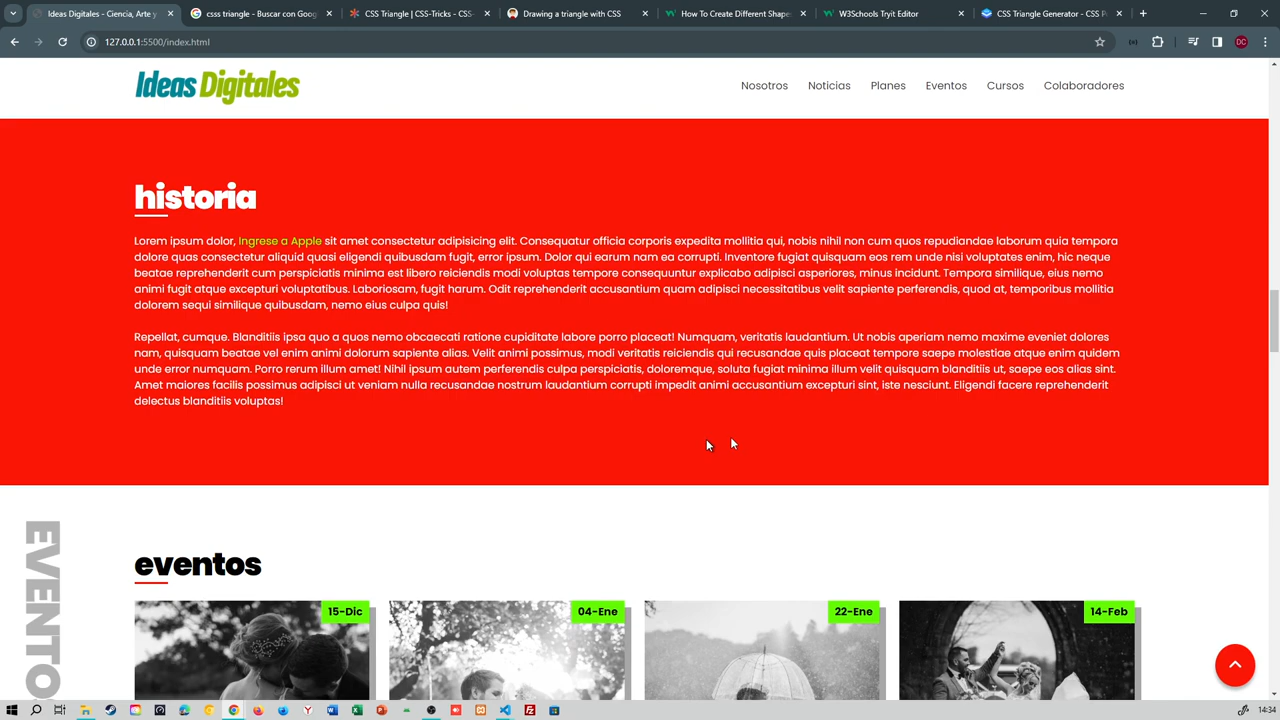 Ideas Digitales – Ciencia, Arte y
csss triangle - Buscar con Goog
CSS Triangle | CSS-Tricks - CSS-
Drawing a triangle with CSS
How To Create Different Shape
W3Schools Tryit Editor
CSS Triangle Generator - CSS P
127.0.0.1:5500/index.html
DC
Ideas Digitales
Nosotros
Noticias
Planes
Eventos
Cursos
Colaboradores
historia
Lorem ipsum dolor, Ingrese a Apple sit amet consectetur adipisicing elit. Consequatur officia corporis expedita mollitia qui, nobis nihil non cum quos repudiandae laborum quia tempora
dolore quas consectetur aliquid quasi eligendi quibusdam fugit, error ipsum. Dolor qui earum nam ea corrupti. Inventore fugiat quisquam eos rem unde nisi voluptates enim, hic neque
beatae reprehenderit cum perspiciatis minima est libero reiciendis modi voluptas tempore consequuntur explicabo adipisci asperiores, minus incidunt. Tempora similique, eius nemo
animi fugit atque excepturi voluptatibus. Laboriosam, fugit harum. Odit reprehenderit accusantium quam adipisci necessitatibus velit sapiente perferendis, quod at, temporibus mollitia
dolorem sequi similique quibusdam, nemo eius culpa quis!
Repellat, cumque. Blanditiis ipsa quo a quos nemo obcaecati ratione cupiditate labore porro placeat! Numquam, veritatis laudantium. Ut nobis aperiam nemo maxime eveniet dolores
nam, quisquam beatae vel enim animi dolorum sapiente alias. Velit animi possimus, modi veritatis reiciendis qui recusandae quis placeat tempore saepe molestiae atque enim quidem
unde error numquam. Porro rerum illum amet! Nihil ipsum autem perferendis culpa perspiciatis, doloremque, soluta fugiat minima illum velit quisquam blanditiis ut, saepe eos alias sint.
Amet maiores facilis possimus adipisci ut veniam nulla recusandae nostrum laudantium corrupti impedit animi accusantium excepturi sint, iste nesciunt. Eligendi facere reprehenderit
delectus blanditiis voluptas!
EVENTO
eventos
15-Dic
04-Ene
22-Ene
14-Feb
14:34